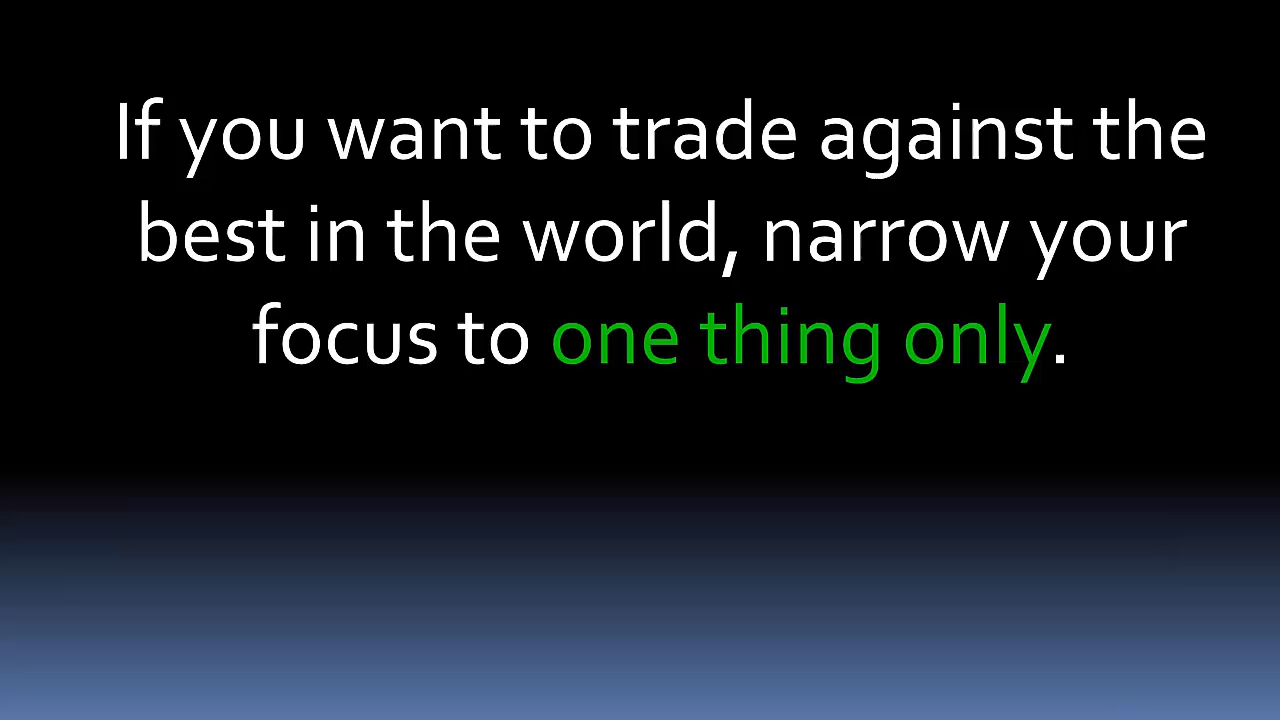 If you want to trade against the
best in the world, narrow your
focus to one thing only.